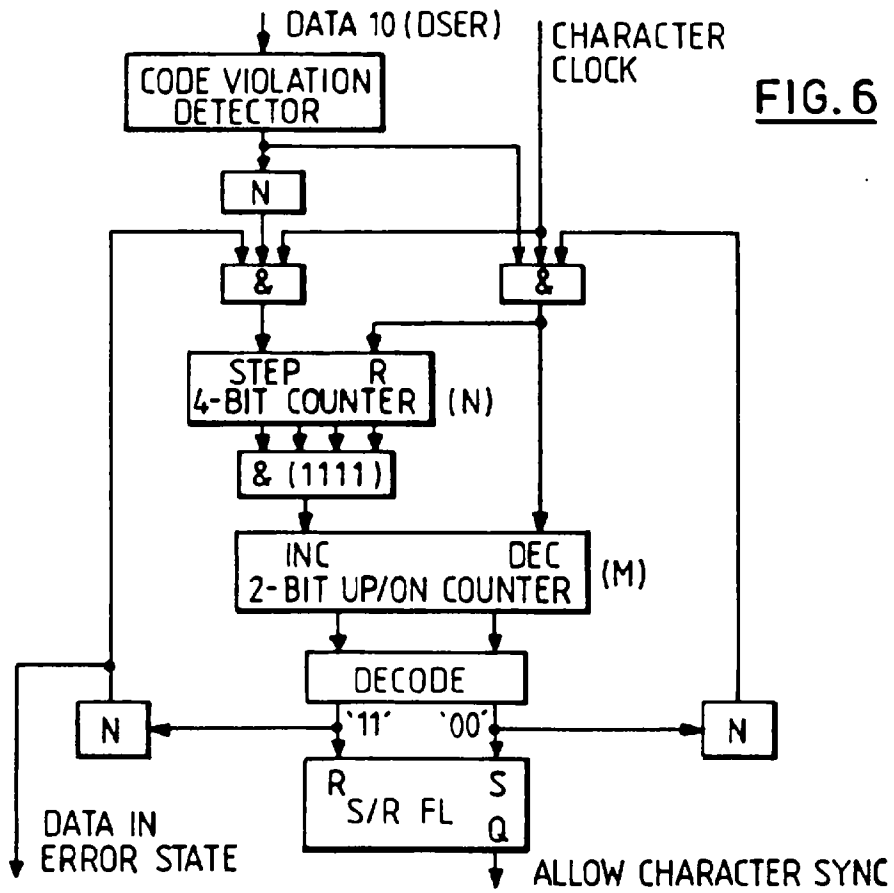 DATA 10 (DSER)
CHARACTER
CLOCK
FIG. 6
CODE VIOLATION
DETECTOR
N
&
&
STEP R
4-BIT COUNTER
(N)
& (1111)
INC DEC
2-BIT UP/ON COUNTER
(M)
DECODE
'11' '00'
N
N
R S
S/R FL
Q
DATA IN
ERROR STATE
ALLOW CHARACTER SYNC